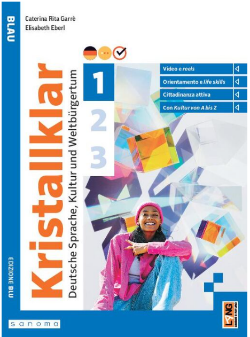 Caterina Rita Garrè
Elisabeth Eberl
BLAU
Kristallklar
Deutsche Sprache, Kultur und Weltbürgertum
1
2
3
Video e reels
Orientamento e life skills
Cittadinanza attiva
Con Kultur von A bis Z
EDIZIONE BLU
sanoma
LANG